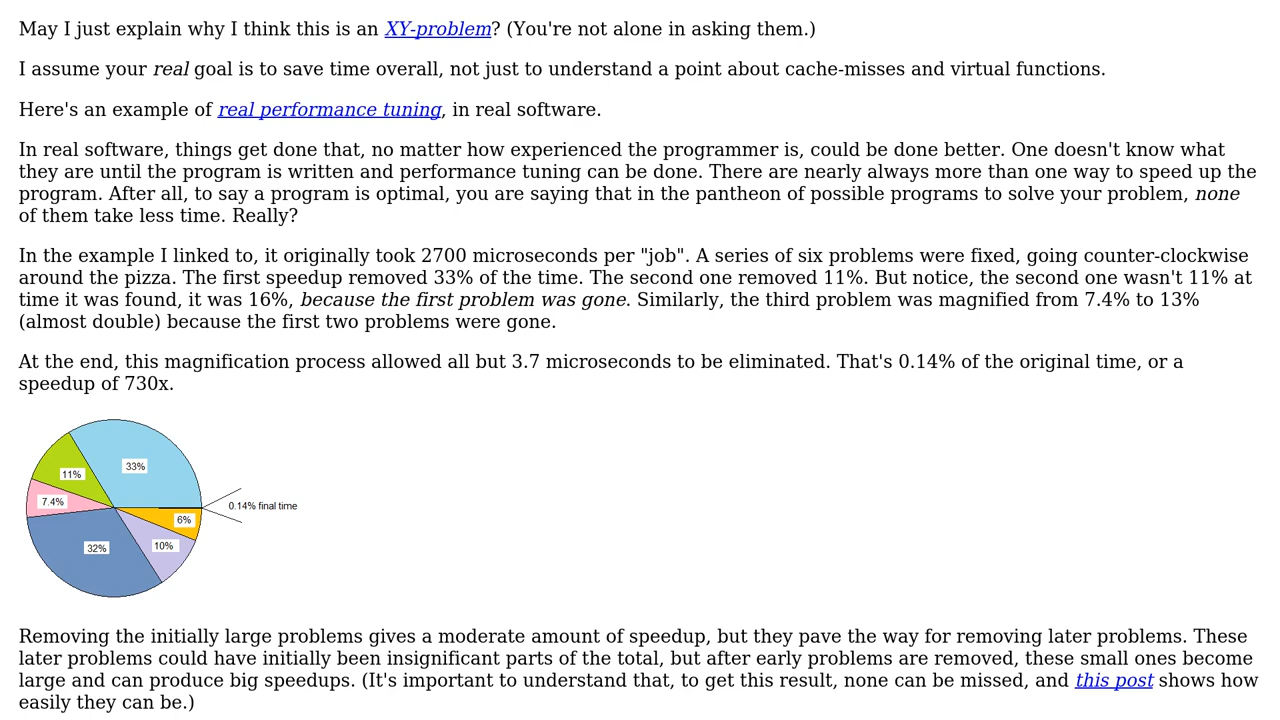 May I just explain why I think this is an XY-problem? (You're not alone in asking them.)
I assume your real goal is to save time overall, not just to understand a point about cache-misses and virtual functions.
Here's an example of real performance tuning, in real software.
In real software, things get done that, no matter how experienced the programmer is, could be done better. One doesn't know what
they are until the program is written and performance tuning can be done. There are nearly always more than one way to speed up the
program. After all, to say a program is optimal, you are saying that in the pantheon of possible programs to solve your problem, none
of them take less time. Really?
In the example I linked to, it originally took 2700 microseconds per "job". A series of six problems were fixed, going counter-clockwise
around the pizza. The first speedup removed 33% of the time. The second one removed 11%. But notice, the second one wasn't 11% at
time it was found, it was 16%, because the first problem was gone. Similarly, the third problem was magnified from 7.4% to 13%
(almost double) because the first two problems were gone.
At the end, this magnification process allowed all but 3.7 microseconds to be eliminated. That's 0.14% of the original time, or a
speedup of 730x.
33%
11%
7.4%
32%
10%
6%
0.14% final time
Removing the initially large problems gives a moderate amount of speedup, but they pave the way for removing later problems. These
later problems could have initially been insignificant parts of the total, but after early problems are removed, these small ones become
large and can produce big speedups. (It's important to understand that, to get this result, none can be missed, and this post shows how
easily they can be.)